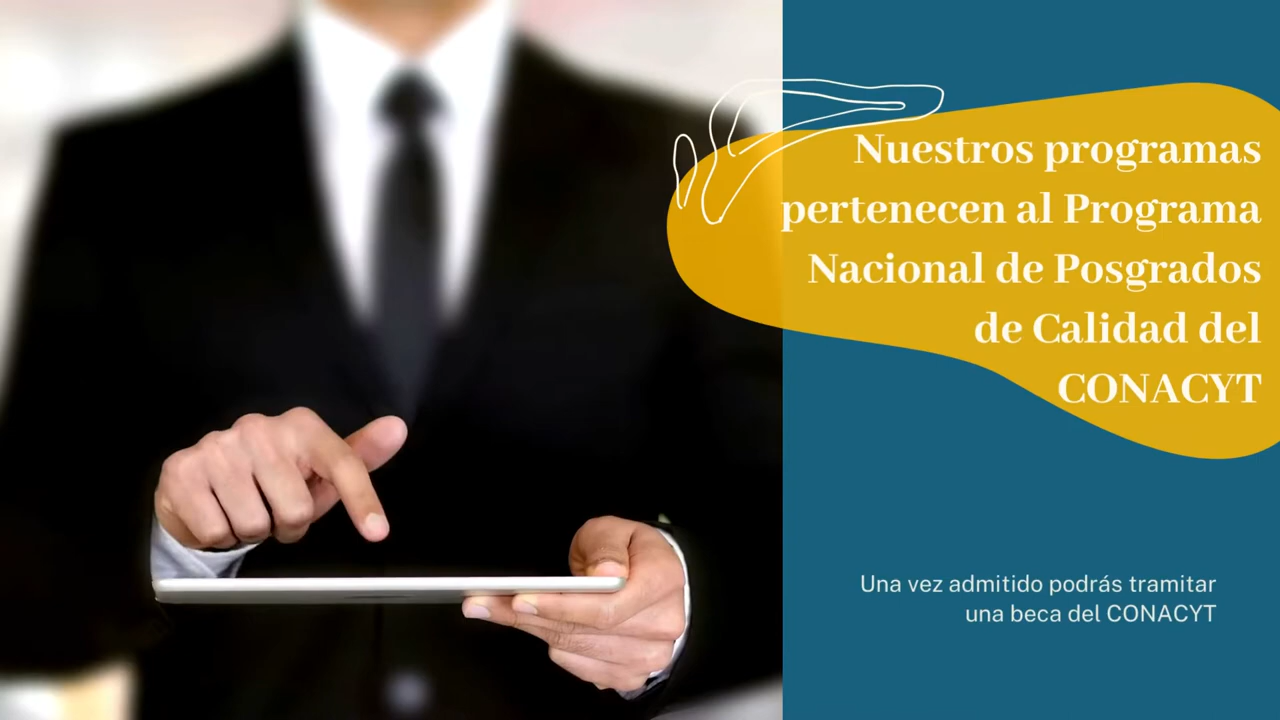 Nuestros programas
pertenecen al Programa
Nacional de Posgrados
de Calidad del
CONACYT
Una vez admitido podrás tramitar
una beca del CONACYT